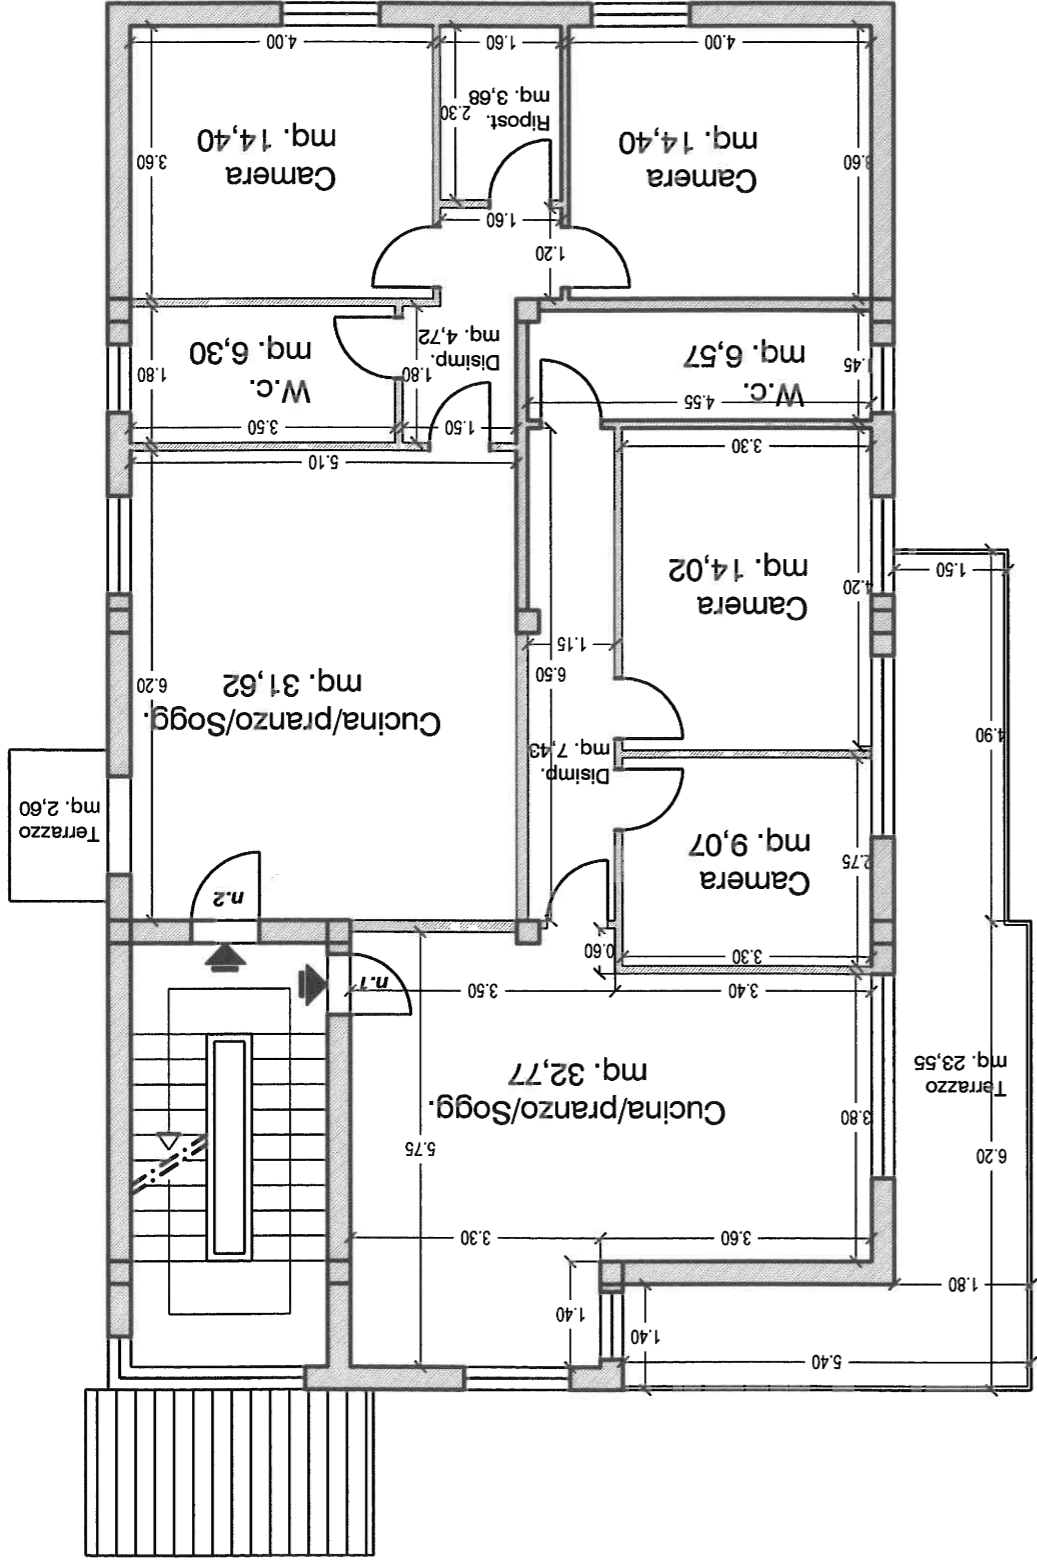 5.40
1.40
1.40
1.80
3.60
3.30
6.20
Terrazzo
mq. 23,55
3.80
5.75
Cucina/pranzo/Sogg.
mq. 32,77
3.40
3.50
n.1
3.30
0.60
n.2
2.75
Camera
mq. 9,07
Terrazzo
mq. 2,60
Disimp.
mq. 7,43
4.90
Cucina/pranzo/Sogg.
mq. 31,62
6.20
6.50
1.15
Camera
mq. 14,02
4.20
1.50
5.10
3.30
1.50
3.50
4.55
W.c.
mq. 6,57
1.45
Disimp.
mq. 4,72
1.80
W.c.
mq. 6,30
1.80
1.20
1.60
Camera
mq. 14,40
3.60
Ripost.
mq. 3,68
2.30
Camera
mq. 14,40
3.60
4.00
1.60
4.00